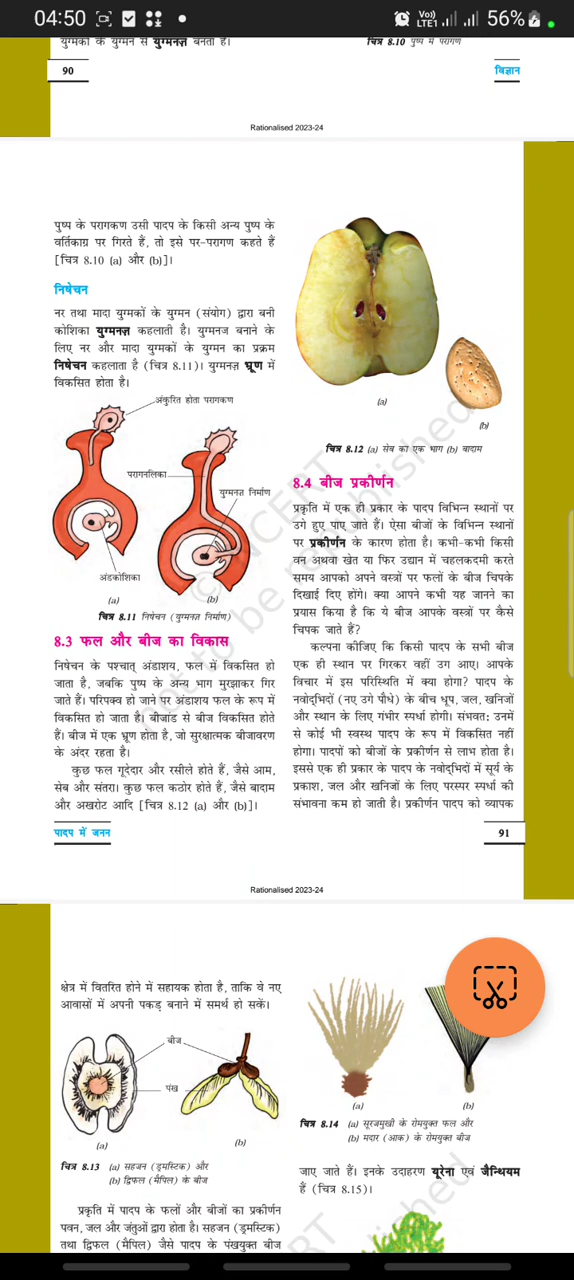 04:50
Vo)) LTE1 56%
युग्मकों के युग्मन से युग्मनज़ बनता है।
चित्र 8.10 पुष्प में परागण
90
विज्ञान
Rationalised 2023-24
पुष्प के परागकण उसी पादप के किसी अन्य पुष्प के
वर्तिकाग्र पर गिरते हैं, तो इसे पर-परागण कहते हैं
[चित्र 8.10 (a) और (b)]।
निषेचन
नर तथा मादा युग्मकों के युग्मन (संयोग) द्वारा बनी
कोशिका युग्मनज़ कहलाती है। युग्मनज बनाने के
लिए नर और मादा युग्मकों के युग्मन का प्रक्रम
निषेचन कहलाता है (चित्र 8.11)। युग्मनज़ भ्रूण में
विकसित होता है।
अंकुरित होता परागकण
परागनलिका
युग्मनज़ निर्माण
अंडकोशिका
(a)
(b)
चित्र 8.11 निषेचन (युग्मनज़ निर्माण)
8.3 फल और बीज का विकास
निषेचन के पश्चात् अंडाशय, फल में विकसित हो
जाता है, जबकि पुष्प के अन्य भाग मुरझाकर गिर
जाते हैं। परिपक्व हो जाने पर अंडाशय फल के रूप में
विकसित हो जाता है। बीजांड से बीज विकसित होते
हैं। बीज में एक भ्रूण होता है, जो सुरक्षात्मक बीजावरण
के अंदर रहता है।
कुछ फल गूदेदार और रसीले होते हैं, जैसे आम,
सेब और संतरा। कुछ फल कठोर होते हैं, जैसे बादाम
और अखरोट आदि [चित्र 8.12 (a) और (b)]।
(a)
(b)
चित्र 8.12 (a) सेब का एक भाग (b) बादाम
8.4 बीज प्रकीर्णन
प्रकृति में एक ही प्रकार के पादप विभिन्न स्थानों पर
उगे हुए पाए जाते हैं। ऐसा बीजों के विभिन्न स्थानों
पर प्रकीर्णन के कारण होता है। कभी-कभी किसी
वन अथवा खेत या फिर उद्यान में चहलकदमी करते
समय आपको अपने वस्त्रों पर फलों के बीज चिपके
दिखाई दिए होंगे। क्या आपने कभी यह जानने का
प्रयास किया है कि ये बीज आपके वस्त्रों पर कैसे
चिपक जाते हैं?
कल्पना कीजिए कि किसी पादप के सभी बीज
एक ही स्थान पर गिरकर वहीं उग आए। आपके
विचार में इस परिस्थिति में क्या होगा? पादप के
नवोद्भिदों (नए उगे पौधे) के बीच धूप, जल, खनिजों
और स्थान के लिए गंभीर स्पर्धा होगी। संभवत: उनमें
से कोई भी स्वस्थ पादप के रूप में विकसित नहीं
होगा। पादपों को बीजों के प्रकीर्णन से लाभ होता है।
इससे एक ही प्रकार के पादप के नवोद्भिदों में सूर्य के
प्रकाश, जल और खनिजों के लिए परस्पर स्पर्धा की
संभावना कम हो जाती है। प्रकीर्णन पादप को व्यापक
© NCERT
not to be republished
पादप में जनन
91
Rationalised 2023-24
क्षेत्र में वितरित होने में सहायक होता है, ताकि वे नए
आवासों में अपनी पकड़ बनाने में समर्थ हो सकें।
बीज
पंख
(a)
(b)
चित्र 8.13 (a) सहजन (ड्रमस्टिक) और
(b) द्विफल (मैपिल) के बीज
प्रकृति में पादप के फलों और बीजों का प्रकीर्णन
पवन, जल और जंतुओं द्वारा होता है। सहजन (ड्रमस्टिक)
तथा द्विफल (मैपिल) जैसे पादप के पंखयुक्त बीज
(a)
(b)
चित्र 8.14 (a) सूरजमुखी के रोमयुक्त फल और
(b) मदार (आक) के रोमयुक्त बीज
जाए जाते हैं। इनके उदाहरण यूरेना एवं जैन्थियम
हैं (चित्र 8.15)।